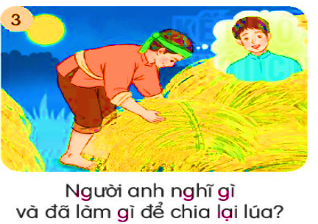 3
Người anh nghĩ gì
và đã làm gì để chia lại lúa?